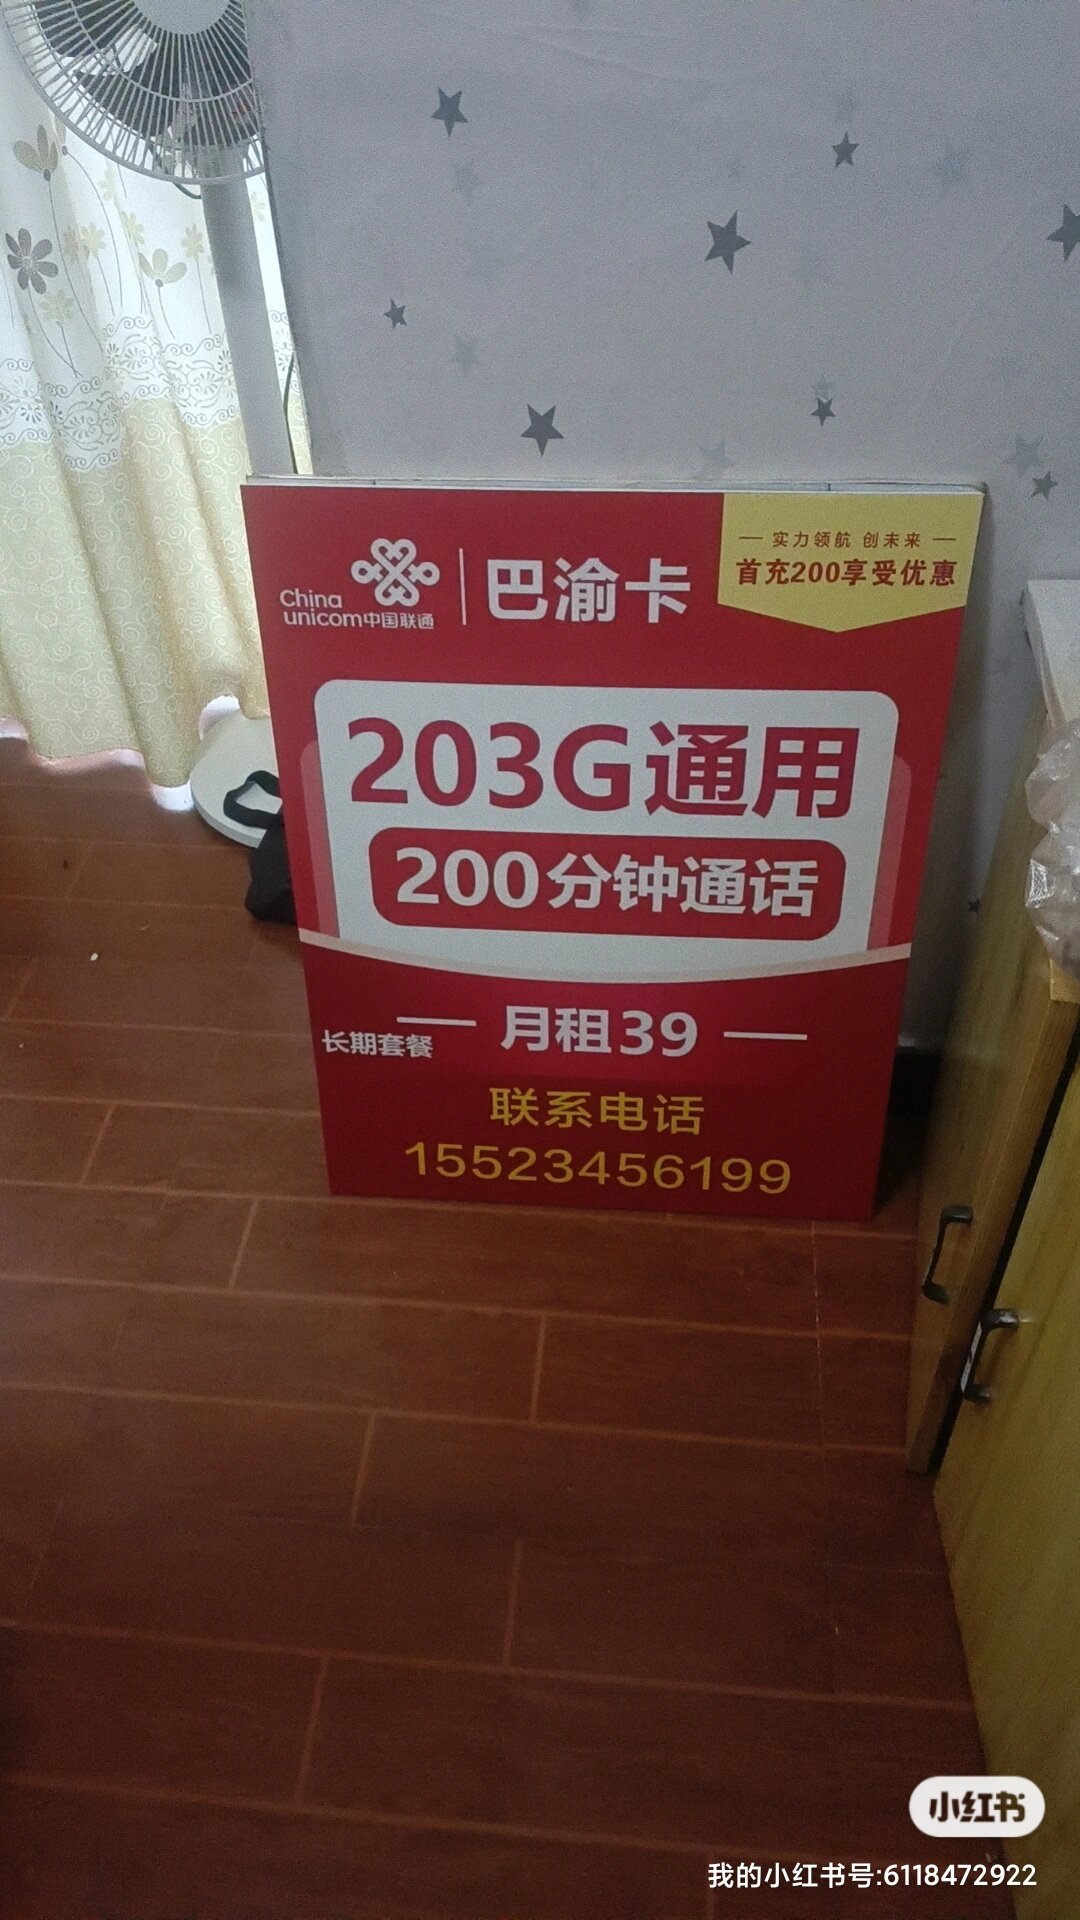 China
unicom中国联通
巴渝卡
实力领航 创未来
首充200享受优惠
203G通用
200分钟通话
月租39
长期套餐
联系电话
15523456199
小红书
我的小红书号:6118472922